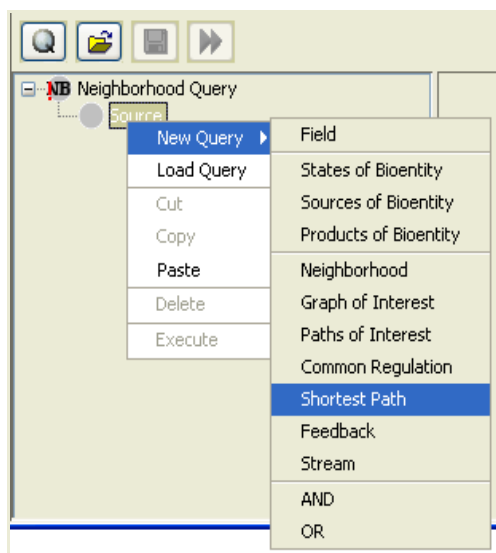 Q
NB Neighborhood Query
Source
New Query
Load Query
Cut
Copy
Paste
Delete
Execute
Field
States of Bioentity
Sources of Bioentity
Products of Bioentity
Neighborhood
Graph of Interest
Paths of Interest
Common Regulation
Shortest Path
Feedback
Stream
AND
OR